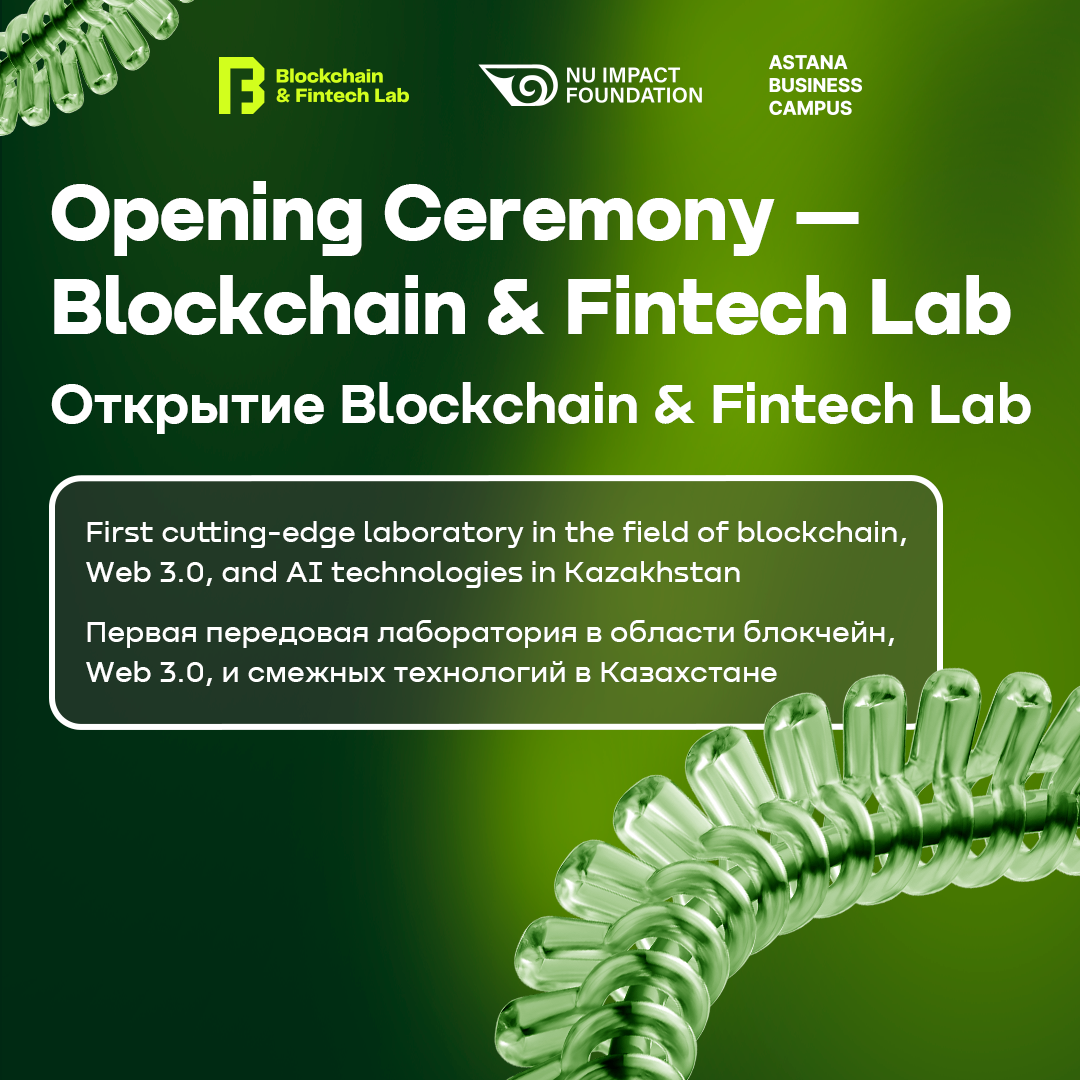 Blockchain
& Fintech Lab
NU IMPACT
FOUNDATION
ASTANA
BUSINESS
CAMPUS
Opening Ceremony —
Blockchain & Fintech Lab
Открытие Blockchain & Fintech Lab
First cutting-edge laboratory in the field of blockchain,
Web 3.0, and AI technologies in Kazakhstan
Первая передовая лаборатория в области блокчейн,
Web 3.0, и смежных технологий в Казахстане